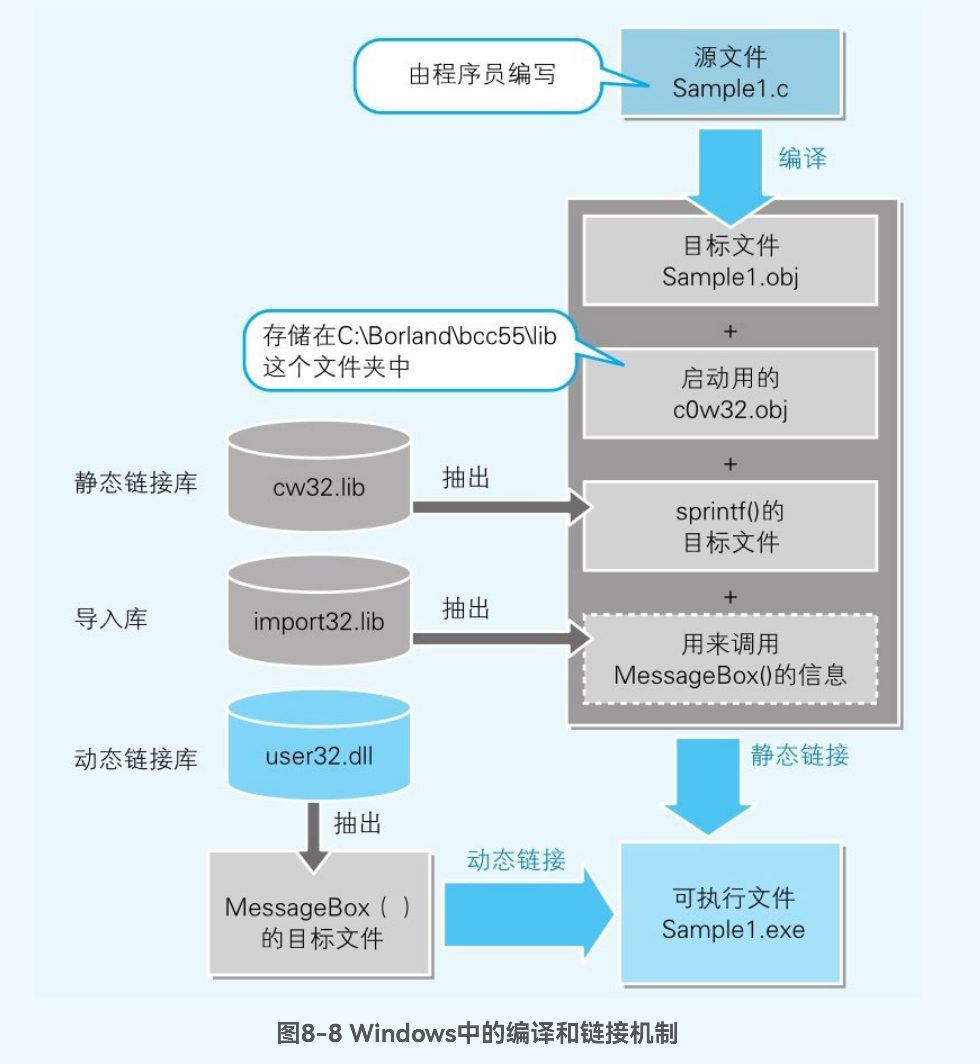 由程序员编写
源文件
Sample1.c
编译
目标文件
Sample1.obj
+
存储在C:\Borland\bcc55\lib
这个文件夹中
启动用的
c0w32.obj
+
静态链接库
cw32.lib
抽出
sprintf()的
目标文件
+
导入库
import32.lib
抽出
用来调用
MessageBox()的信息
动态链接库
user32.dll
静态链接
抽出
MessageBox ( )
的目标文件
动态链接
可执行文件
Sample1.exe
图8-8 Windows中的编译和链接机制